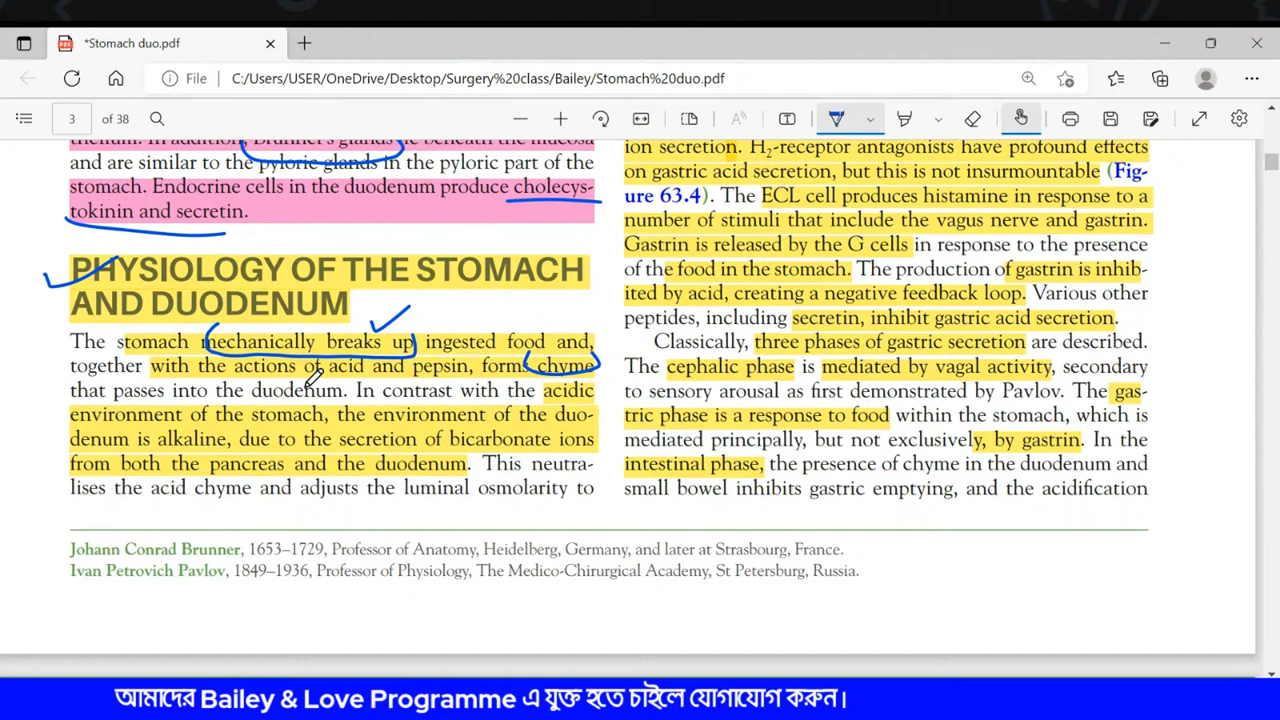 *Stomach duo.pdf
File
C:/Users/USER/OneDrive/Desktop/Surgery%20class/Bailey/Stomach%20duo.pdf
3 of 38
thelium. In addition, Brunner's glands lie beneath the mucosa
and are similar to the pyloric glands in the pyloric part of the
stomach. Endocrine cells in the duodenum produce cholecys-
tokinin and secretin.
PHYSIOLOGY OF THE STOMACH
AND DUODENUM
The stomach mechanically breaks up ingested food and,
together with the actions of acid and pepsin, forms chyme
that passes into the duodenum. In contrast with the acidic
environment of the stomach, the environment of the duo-
denum is alkaline, due to the secretion of bicarbonate ions
from both the pancreas and the duodenum. This neutra-
lises the acid chyme and adjusts the luminal osmolarity to
ion secretion. H2-receptor antagonists have profound effects
on gastric acid secretion, but this is not insurmountable (Fig-
ure 63.4). The ECL cell produces histamine in response to a
number of stimuli that include the vagus nerve and gastrin.
Gastrin is released by the G cells in response to the presence
of the food in the stomach. The production of gastrin is inhib-
ited by acid, creating a negative feedback loop. Various other
peptides, including secretin, inhibit gastric acid secretion.
Classically, three phases of gastric secretion are described.
The cephalic phase is mediated by vagal activity, secondary
to sensory arousal as first demonstrated by Pavlov. The gas-
tric phase is a response to food within the stomach, which is
mediated principally, but not exclusively, by gastrin. In the
intestinal phase, the presence of chyme in the duodenum and
small bowel inhibits gastric emptying, and the acidification
Johann Conrad Brunner, 1653–1729, Professor of Anatomy, Heidelberg, Germany, and later at Strasbourg, France.
Ivan Petrovich Pavlov, 1849–1936, Professor of Physiology, The Medico-Chirurgical Academy, St Petersburg, Russia.
আমাদের Bailey & Love Programme এ যুক্ত হতে চাইলে যোগাযোগ করুন।